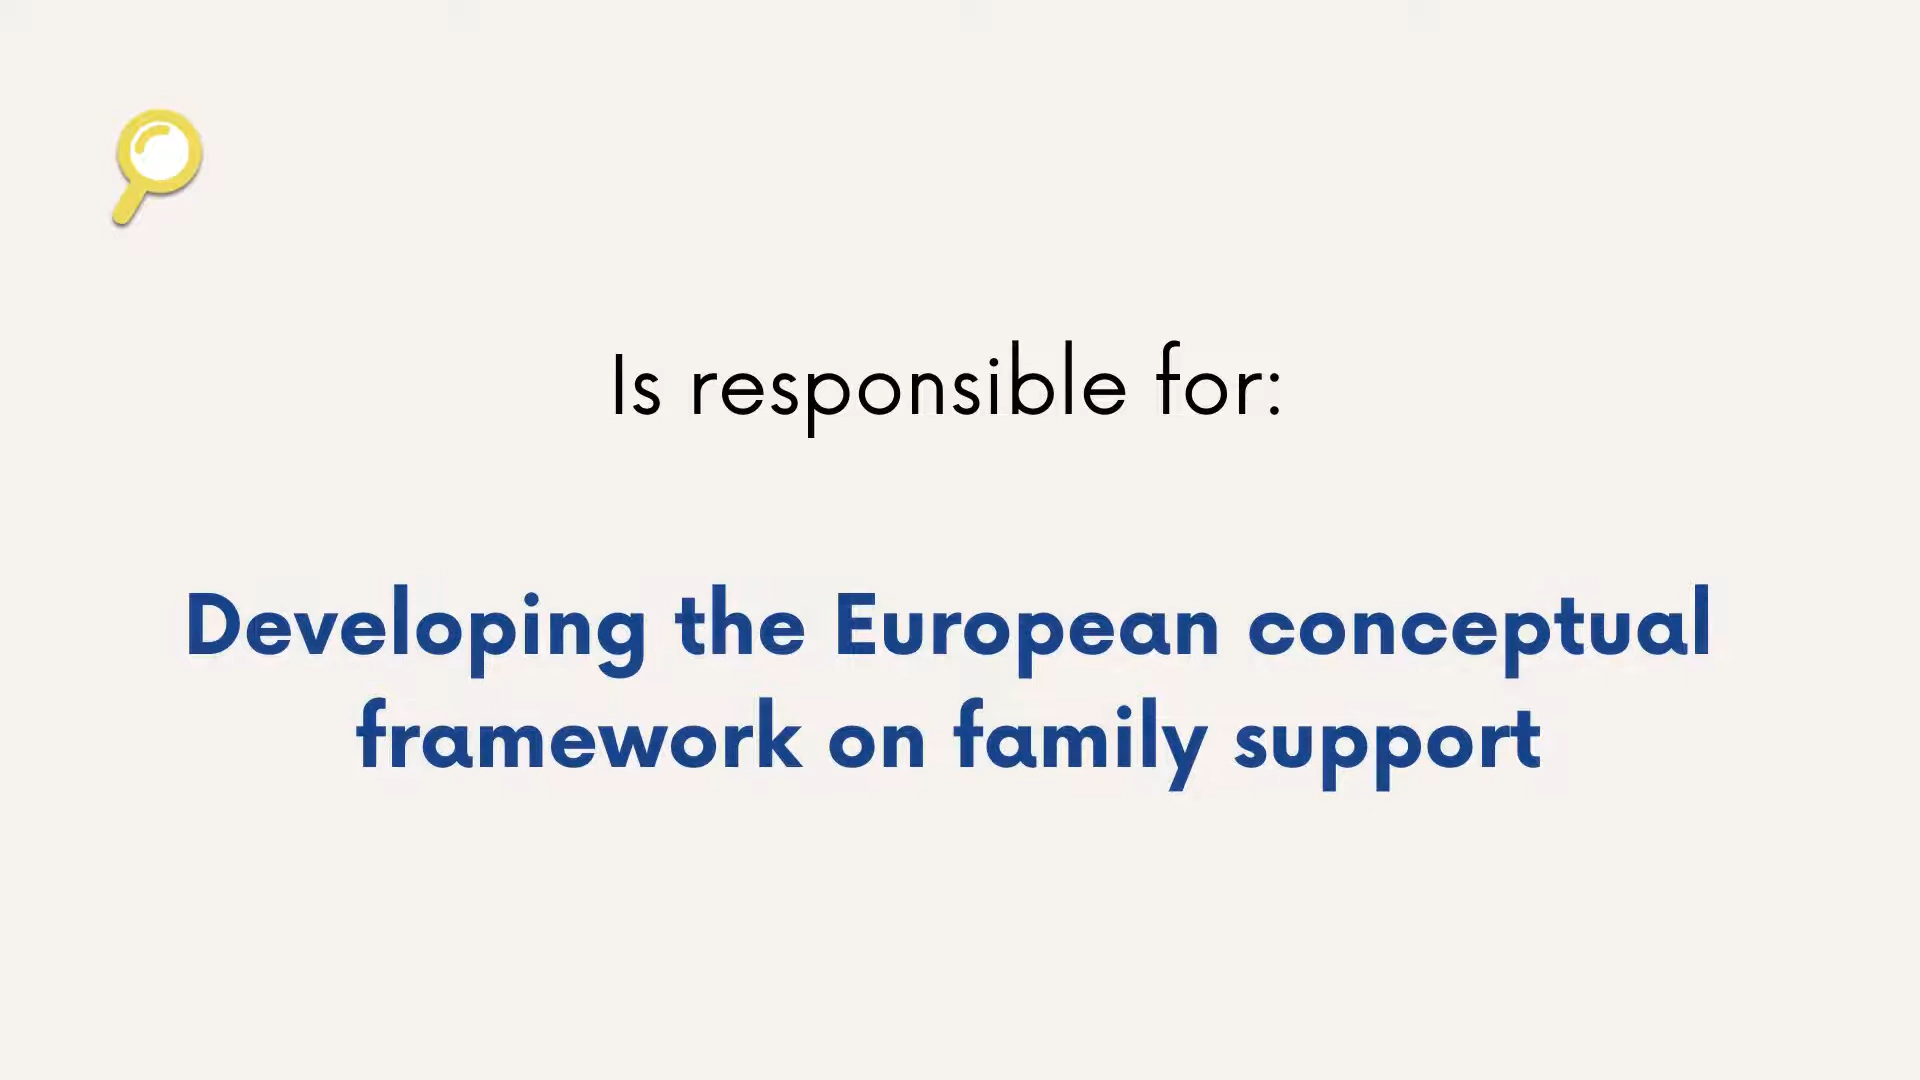 Is responsible for:
Developing the European conceptual
framework on family support